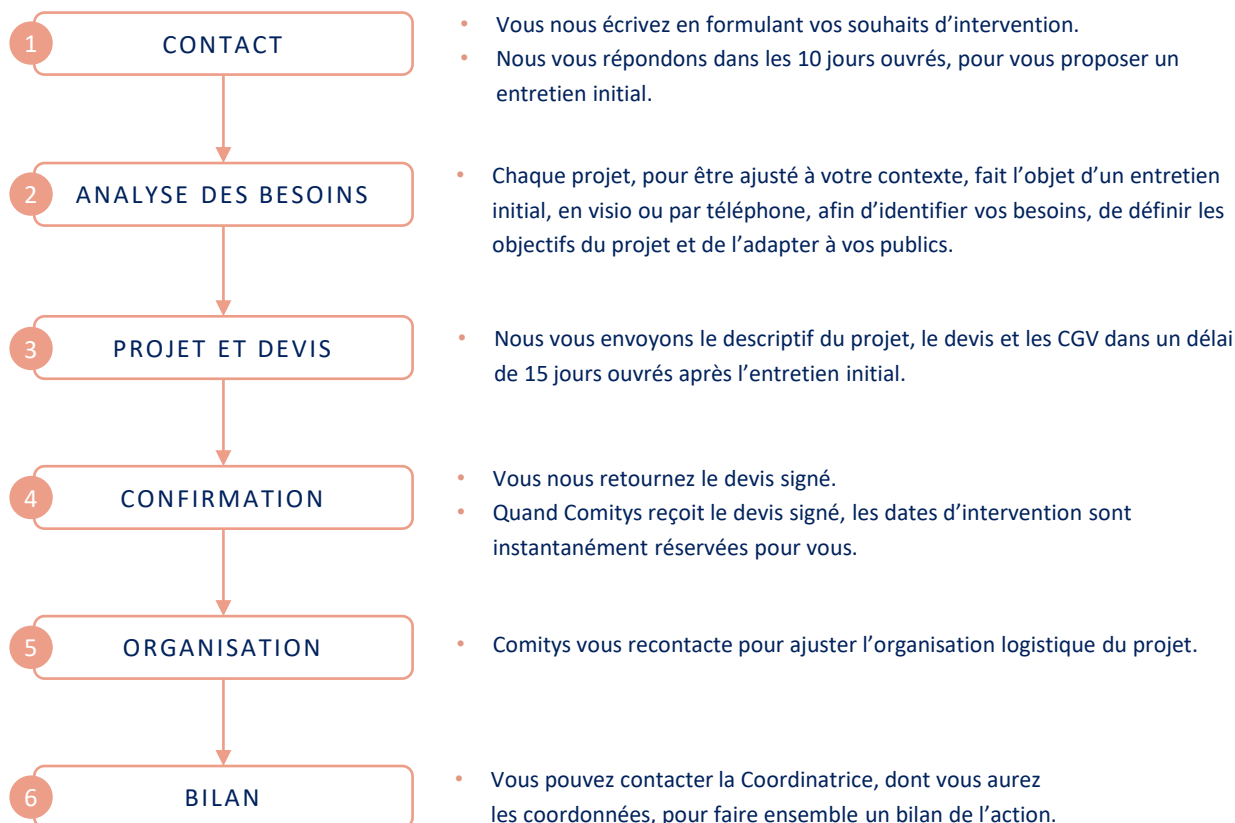 1
CONTACT
• Vous nous écrivez en formulant vos souhaits d’intervention.
• Nous vous répondons dans les 10 jours ouvrés, pour vous proposer un
entretien initial.
2
ANALYSE DES BESOINS
• Chaque projet, pour être ajusté à votre contexte, fait l’objet d’un entretien
initial, en visio ou par téléphone, afin d’identifier vos besoins, de définir les
objectifs du projet et de l’adapter à vos publics.
3
PROJET ET DEVIS
• Nous vous envoyons le descriptif du projet, le devis et les CGV dans un délai
de 15 jours ouvrés après l’entretien initial.
4
CONFIRMATION
• Vous nous retournez le devis signé.
• Quand Comitys reçoit le devis signé, les dates d’intervention sont
instantanément réservées pour vous.
5
ORGANISATION
• Comitys vous recontacte pour ajuster l’organisation logistique du projet.
6
BILAN
• Vous pouvez contacter la Coordinatrice, dont vous aurez
les coordonnées, pour faire ensemble un bilan de l’action.